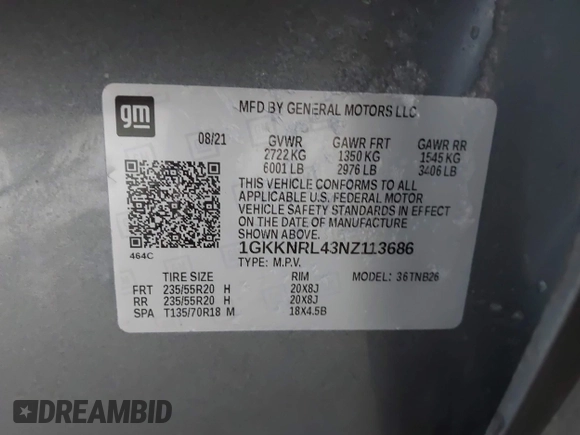 gm
MFD BY GENERAL MOTORS LLC
08/21 GVWR GAWR FRT GAWR RR
2722 KG 1350 KG 1545 KG
6001 LB 2976 LB 3406 LB
THIS VEHICLE CONFORMS TO ALL
APPLICABLE U.S. FEDERAL MOTOR
VEHICLE SAFETY STANDARDS IN EFFECT
ON THE DATE OF MANUFACTURE
SHOWN ABOVE.
464C
1GKKNRL43NZ113686
TYPE: M.P.V.
TIRE SIZE RIM MODEL: 36TNB26
FRT 235/55R20 H 20X8J
RR 235/55R20 H 20X8J
SPA T135/70R18 M 18X4.5B
DREAMBID